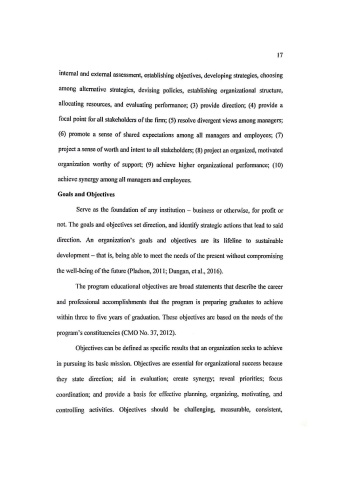 17
internal and external assessment, establishing objectives, developing strategies, choosing
among alternative strategies, devising policies, establishing organizational structure,
allocating resources, and evaluating performance; (3) provide direction; (4) provide a
focal point for all stakeholders of the firm; (5) resolve divergent views among managers;
(6) promote a sense of shared expectations among all managers and employees; (7)
project a sense of worth and intent to all stakeholders; (8) project an organized, motivated
organization worthy of support; (9) achieve higher organizational performance; (10)
achieve synergy among all managers and employees.
Goals and Objectives
Serve as the foundation of any institution – business or otherwise, for profit or
not. The goals and objectives set direction, and identify strategic actions that lead to said
direction. An organization's goals and objectives are its lifeline to sustainable
development – that is, being able to meet the needs of the present without compromising
the well-being of the future (Pladson, 2011; Dangan, et al., 2016).
The program educational objectives are broad statements that describe the career
and professional accomplishments that the program is preparing graduates to achieve
within three to five years of graduation. These objectives are based on the needs of the
program's constituencies (CMO No. 37, 2012).
Objectives can be defined as specific results that an organization seeks to achieve
in pursuing its basic mission. Objectives are essential for organizational success because
they state direction; aid in evaluation; create synergy; reveal priorities; focus
coordination; and provide a basis for effective planning, organizing, motivating, and
controlling activities. Objectives should be challenging, measurable, consistent,